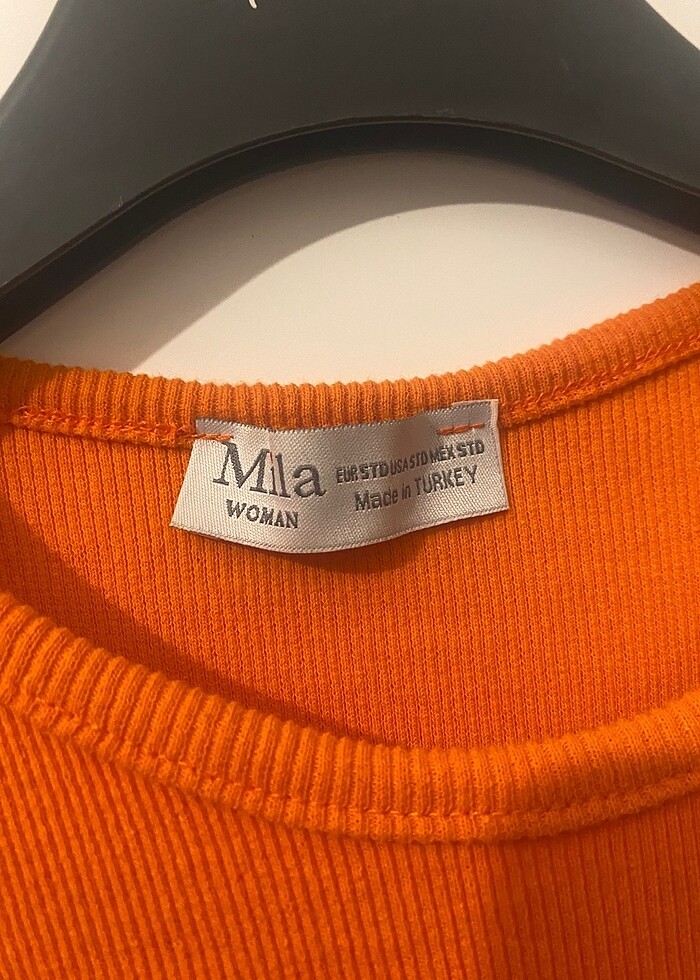 Mila
WOMAN
EUR STD USA STD MEX STD
Made in TURKEY